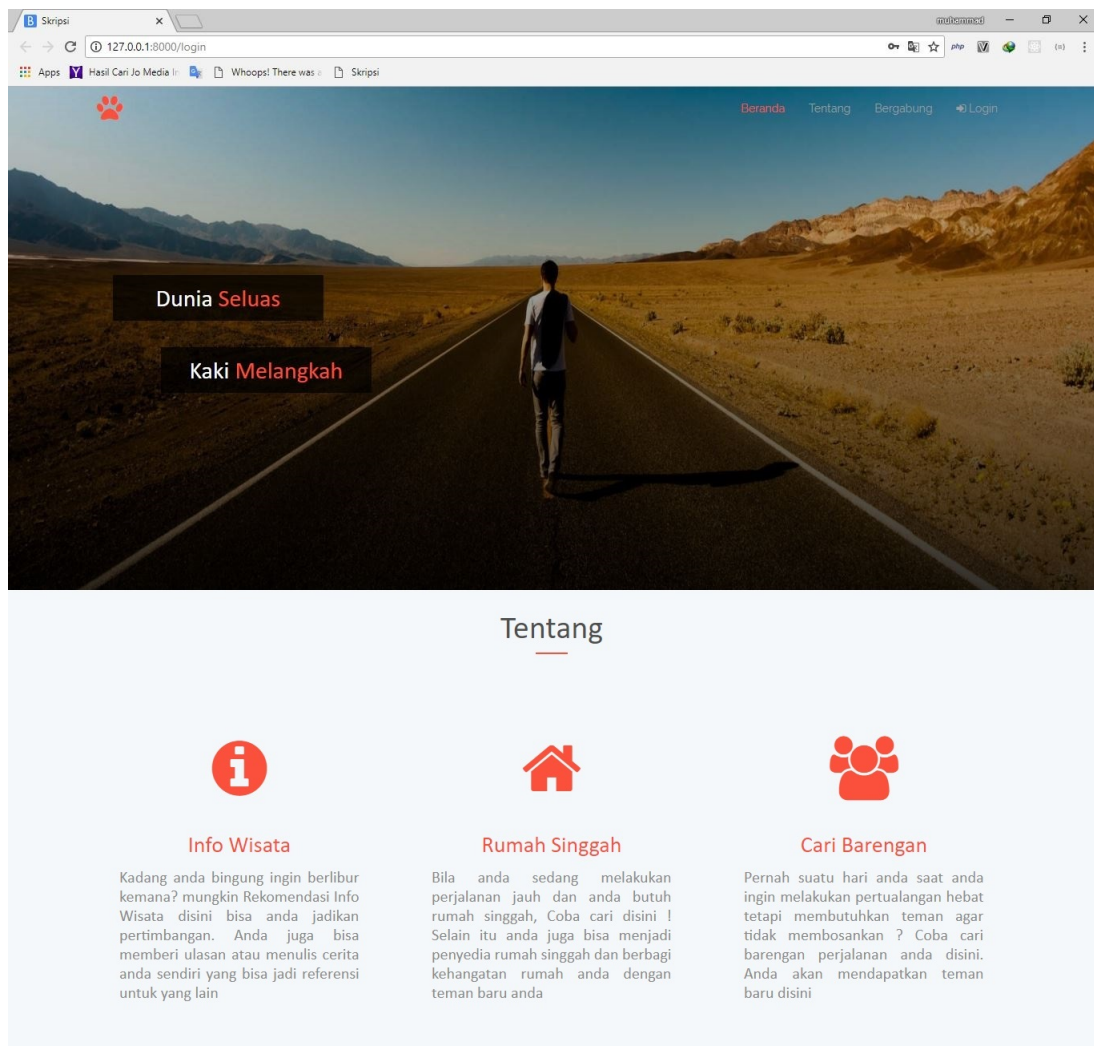 Skripsi
muhammad
127.0.0.1:8000/login
php
Apps
Hasil Cari Jo Media In
Whoops! There was a
Skripsi
Beranda
Tentang
Bergabung
Login
Dunia Seluas
Kaki Melangkah
Tentang
Info Wisata
Kadang anda bingung ingin berlibur
kemana? mungkin Rekomendasi Info
Wisata disini bisa anda jadikan
pertimbangan. Anda juga bisa
memberi ulasan atau menulis cerita
anda sendiri yang bisa jadi referensi
untuk yang lain
Rumah Singgah
Bila anda sedang melakukan
perjalanan jauh dan anda butuh
rumah singgah, Coba cari disini !
Selain itu anda juga bisa menjadi
penyedia rumah singgah dan berbagi
kehangatan rumah anda dengan
teman baru anda
Cari Barengan
Pernah suatu hari anda saat anda
ingin melakukan pertualangan hebat
tetapi membutuhkan teman agar
tidak membosankan ? Coba cari
barengan perjalanan anda disini.
Anda akan mendapatkan teman
baru disini